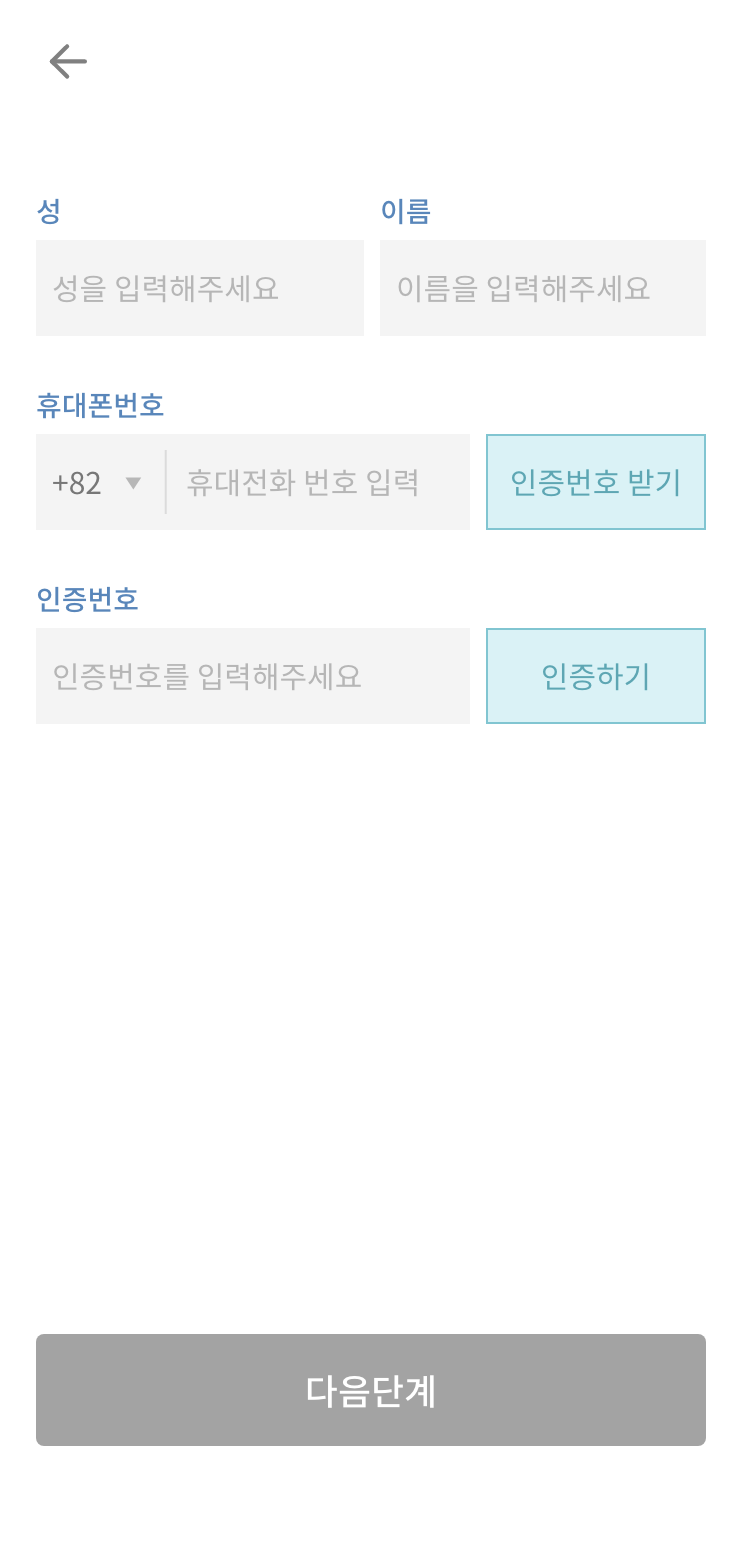 성
이름
성을 입력해주세요
이름을 입력해주세요
휴대폰번호
+82
휴대전화 번호 입력
인증번호 받기
인증번호
인증번호를 입력해주세요
인증하기
다음단계